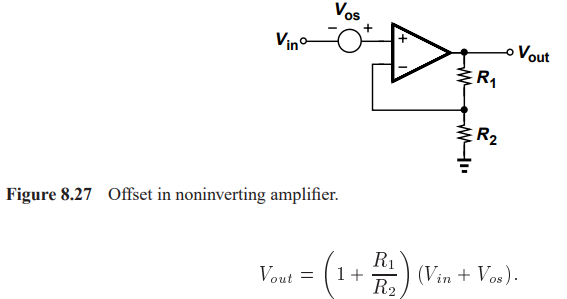 Vos
− +
Vin
+
Vout
−
R1
R2
Figure 8.27 Offset in noninverting amplifier.
Vout = (1 + R1/R2) (Vin + Vos).